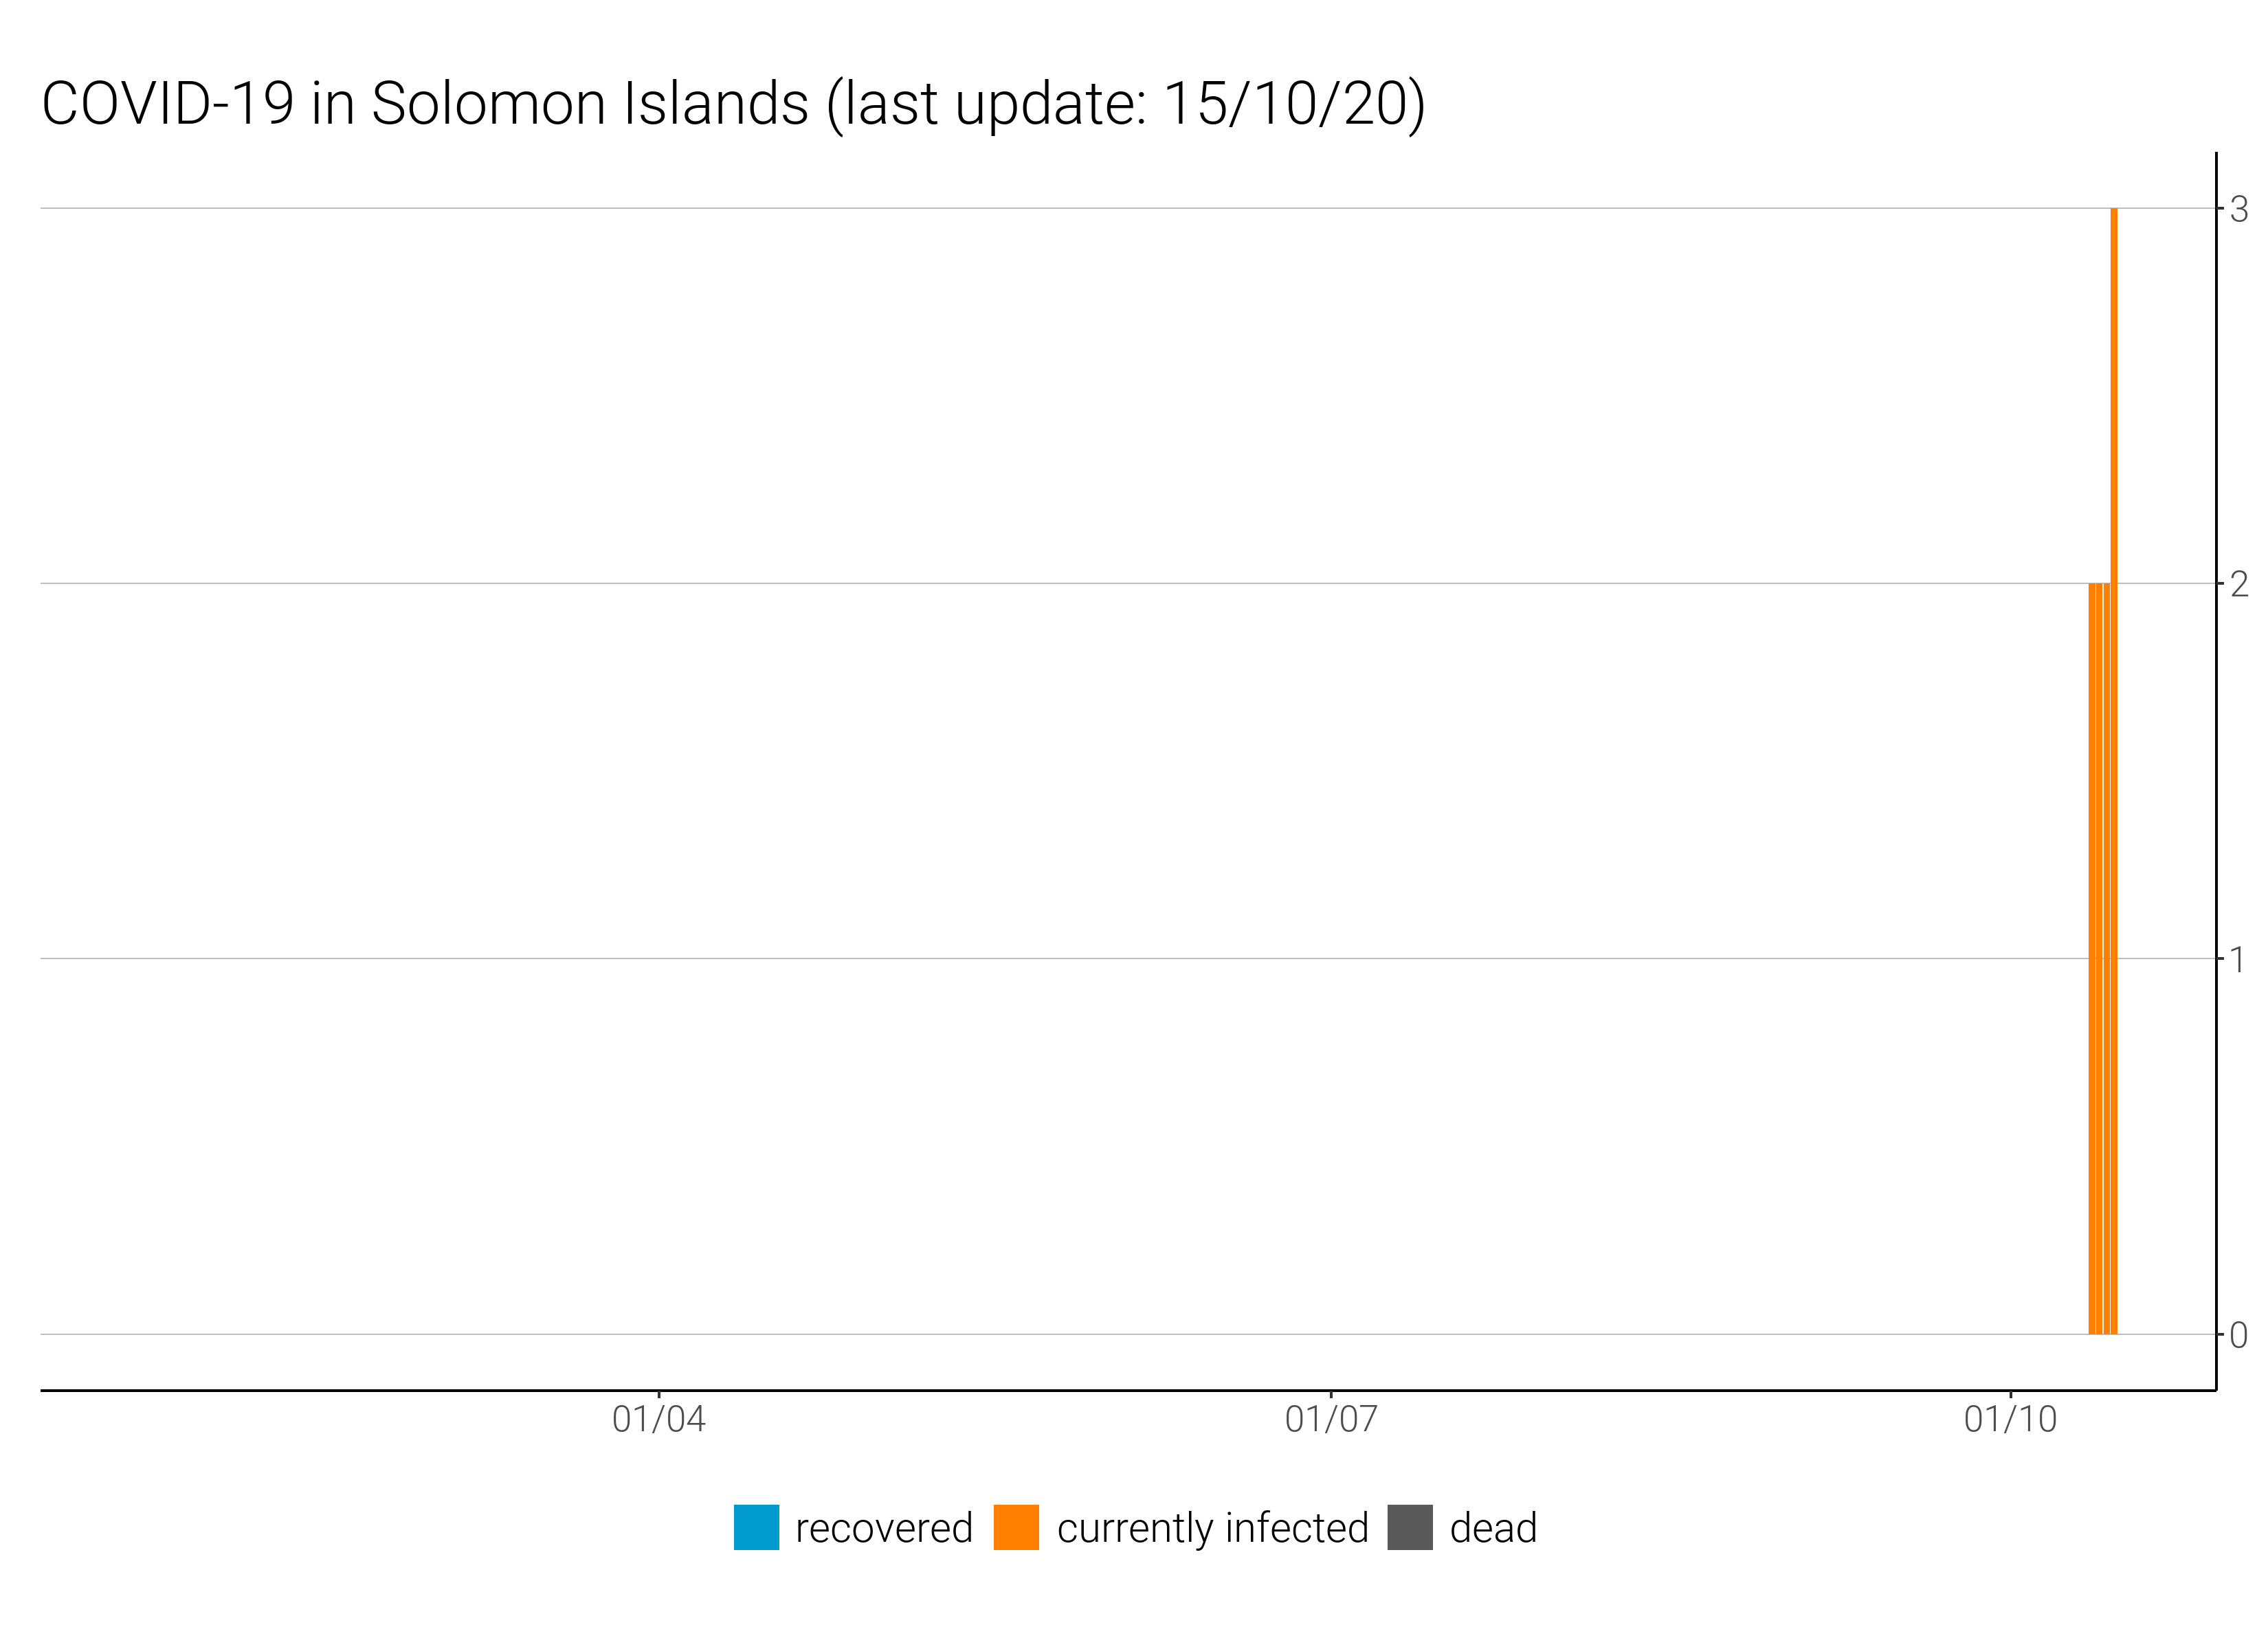 COVID-19 in Solomon Islands (last update: 15/10/20)
3
2
1
0
01/04 01/07 01/10
recovered currently infected dead